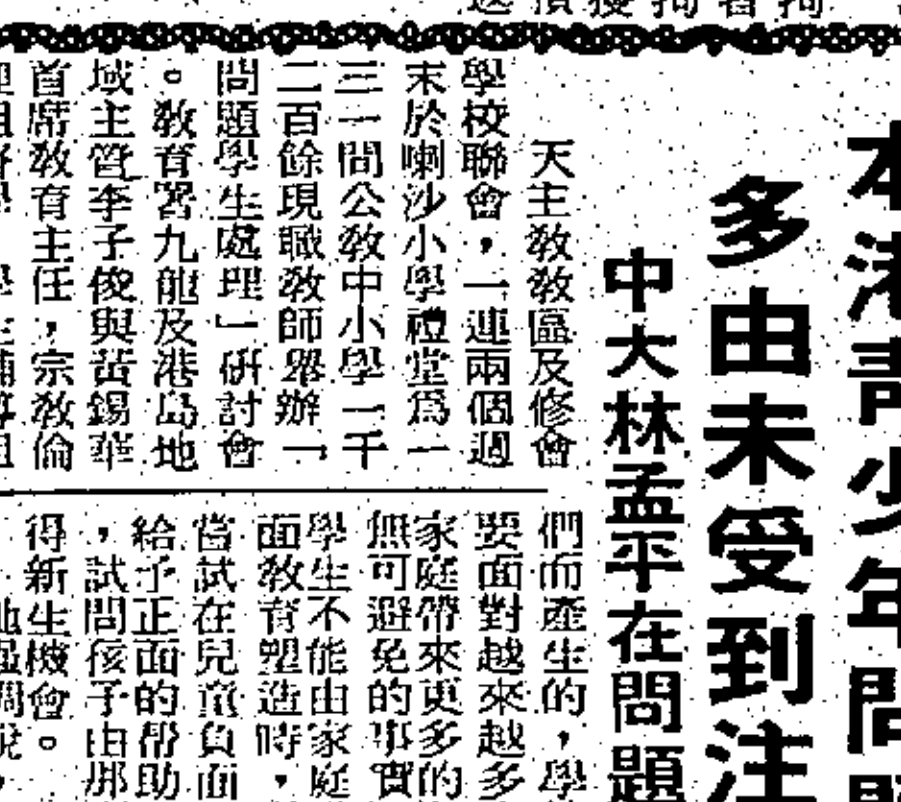 本港青少年問
多由未受到注
中大林孟平在問題
天主教教區及修會
學校聯會，一連兩個週
末於喇沙小學禮堂爲一
三一間公教中小學一千
二百餘現職教師舉辦「
問題學生處理」研討會
。教育署九龍及港島地
域主管李子俊與黃錫華
首席教育主任，宗教倫
們而產生的，學
要面對越來越多
家庭帶來更多的
無可避免的事實
學生不能由家庭
面教育塑造時，
嘗試在兒童負面
給予正面的幫助
，試問孩子由那
得新生機會。